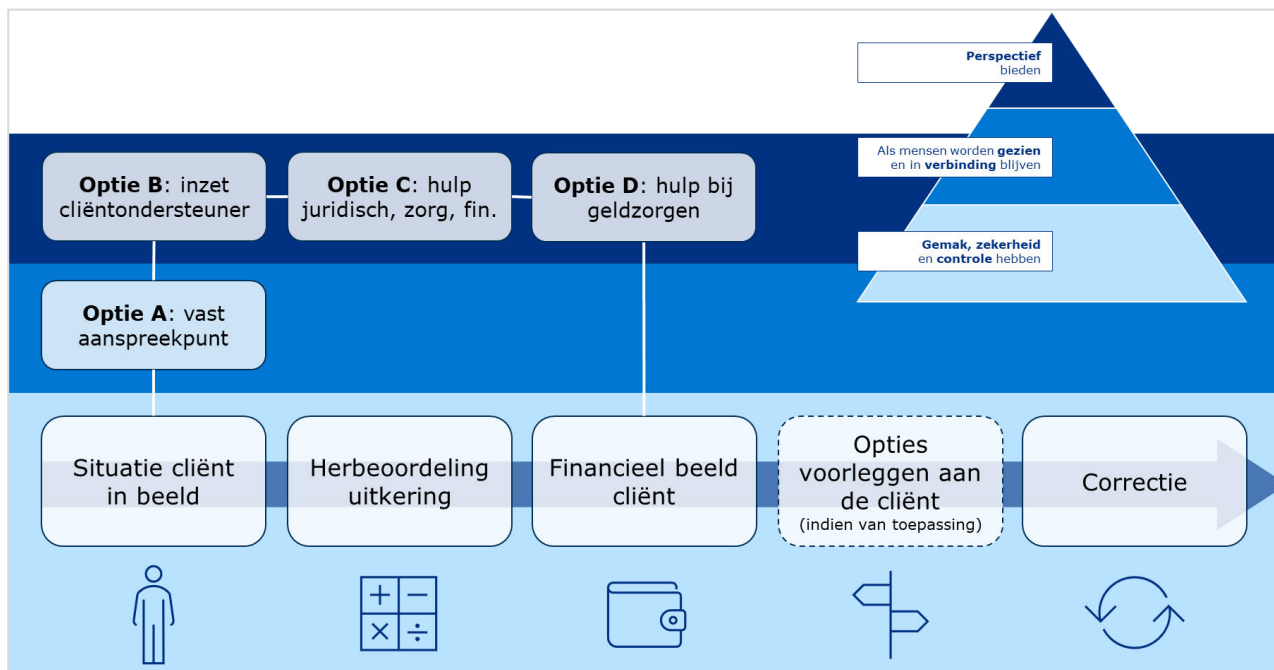 Perspectief
bieden
Als mensen worden gezien
en in verbinding blijven
Gemak, zekerheid
en controle hebben
Optie B: inzet
cliëntondersteuner
Optie C: hulp
juridisch, zorg, fin.
Optie D: hulp bij
geldzorgen
Optie A: vast
aanspreekpunt
Situatie cliënt
in beeld
Herbeoordeling
uitkering
Financieel beeld
cliënt
Opties
voorleggen aan
de cliënt
(indien van toepassing)
Correctie